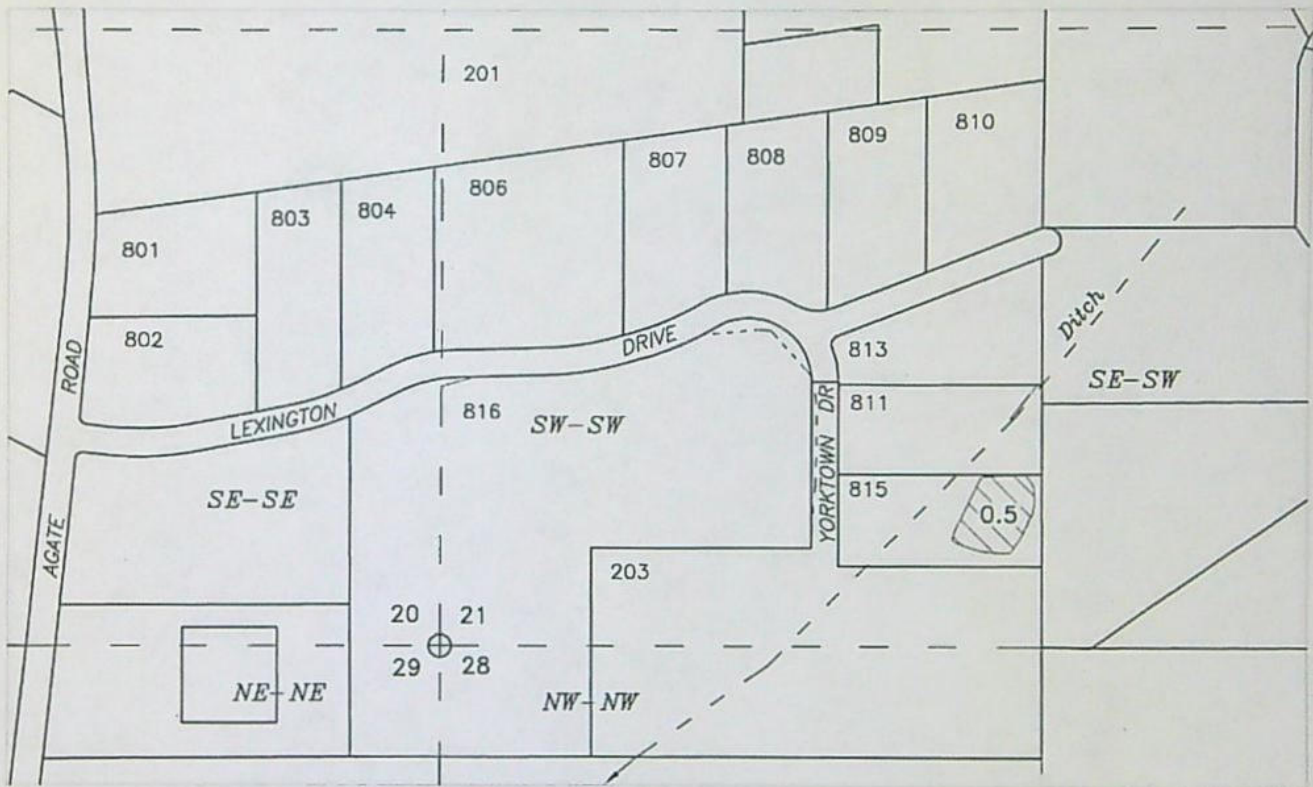 201
810
809
808
807
806
804
803
801
802
ROAD
AGATE
LEXINGTON
DRIVE
813
Ditch
SE-SW
811
816
SW-SW
YORKTOWN DR
815
0.5
SE-SE
203
20 21
29 28
NE-NE
NW-NW